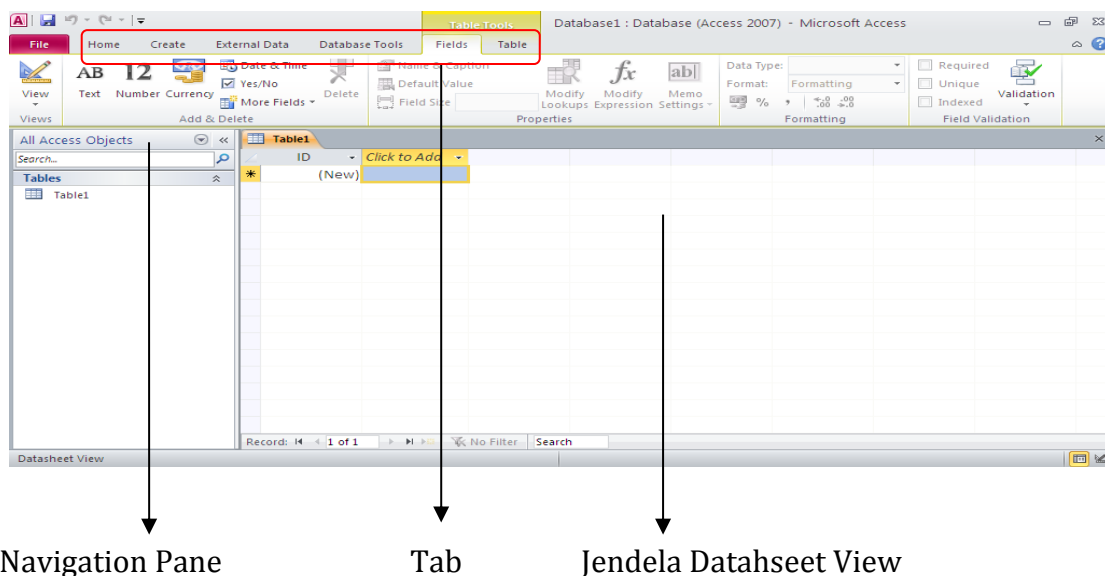 Table Tools
Database1 : Database (Access 2007) - Microsoft Access
File Home Create External Data Database Tools Fields Table
AB 12 Date & Time Name & Caption fx ab| Data Type: Required
View Text Number Currency Yes/No Delete Default Value Modify Modify Memo Format: Formatting Unique Validation
More Fields Field Size Lookups Expression Settings % , .0 .00 .00 .0 Indexed
Views Add & Delete Properties Formatting Field Validation
All Access Objects « Table1
Search... ID Click to Add
Tables * (New)
Table1
Record: 1 of 1 No Filter Search
Datasheet View
Navigation Pane Tab Jendela Datahseet View